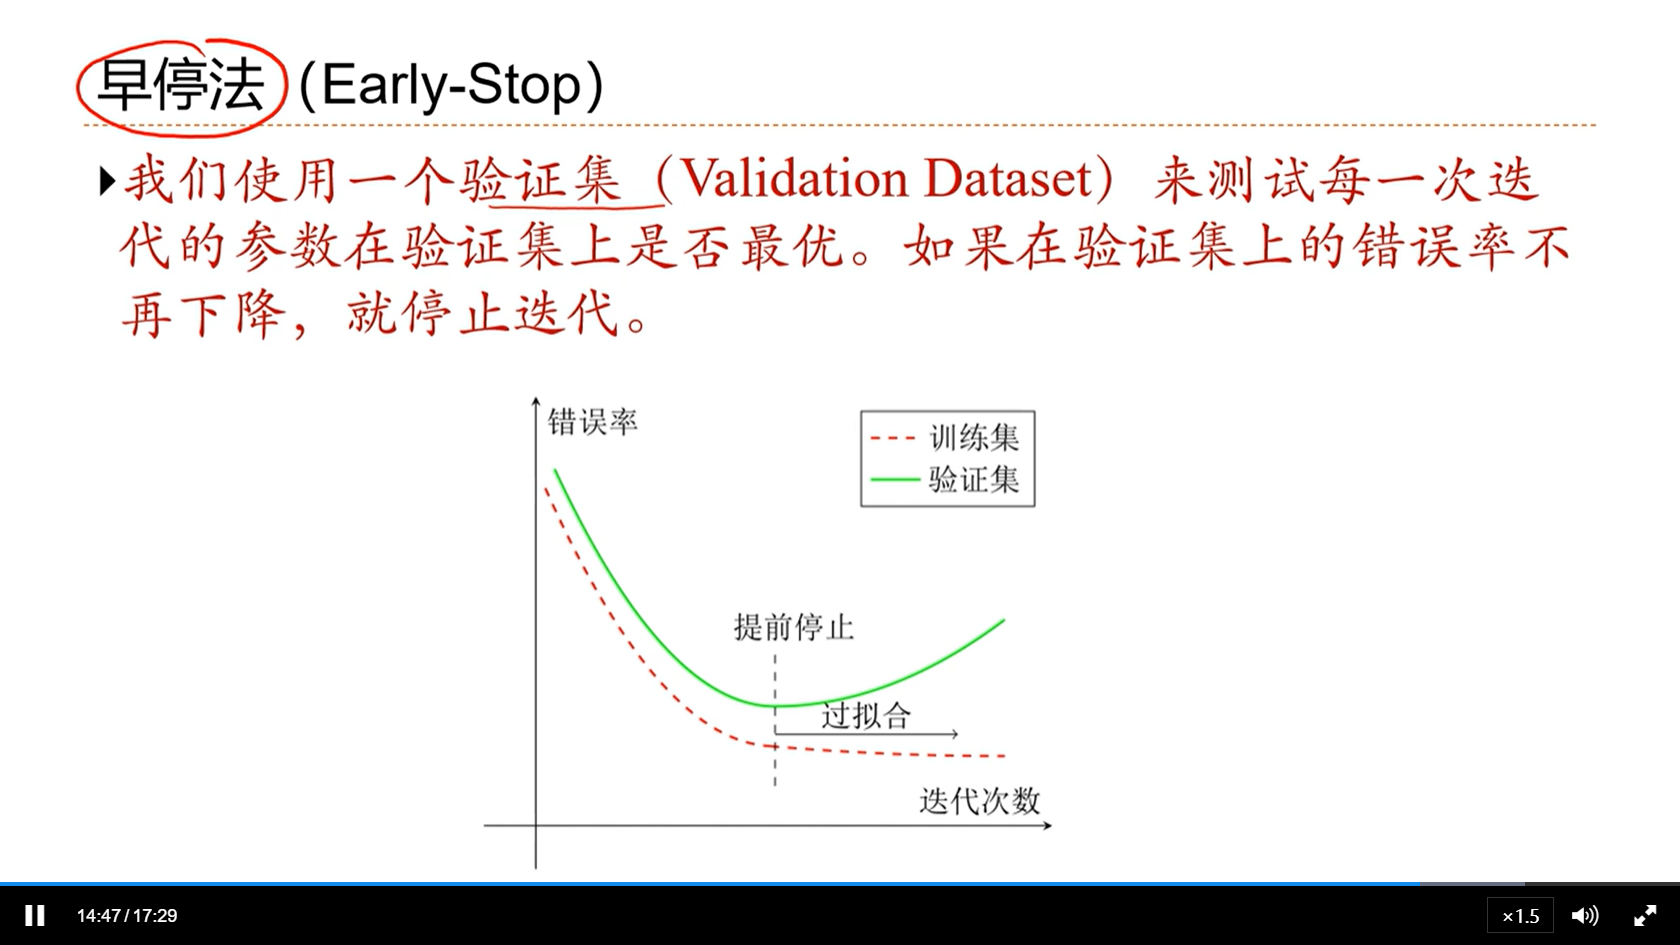 早停法（Early-Stop）
我们使用一个验证集（Validation Dataset）来测试每一次迭
代的参数在验证集上是否最优。如果在验证集上的错误率不
再下降，就停止迭代。
错误率
训练集
验证集
提前停止
过拟合
迭代次数
14:47 / 17:29
×1.5